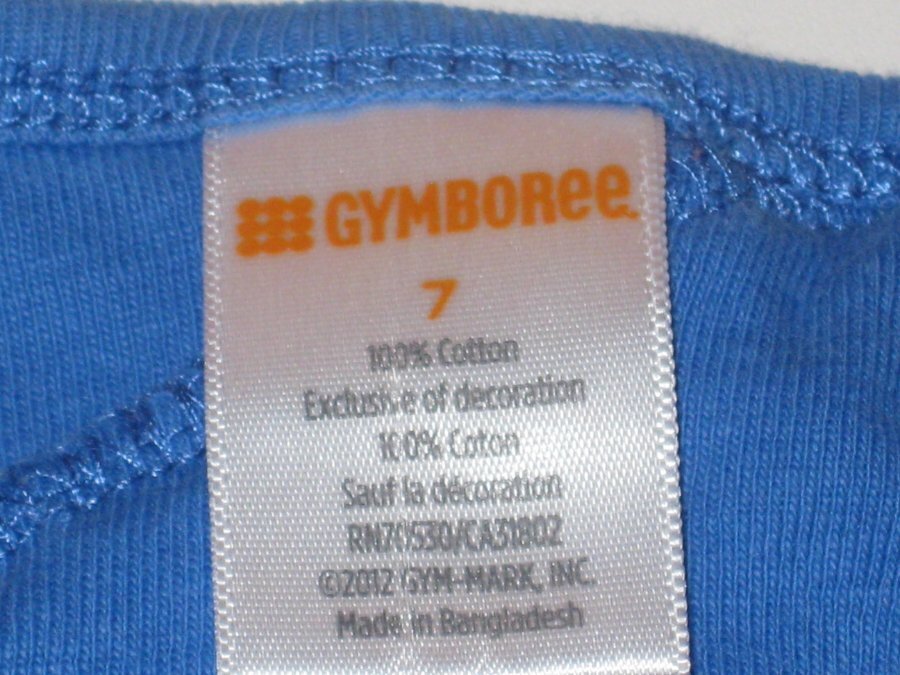 GYMBOREE
7
100% Cotton
Exclusive of decoration
100% Coton
Sauf la décoration
RN70530/CA31802
©2012 GYM-MARK, INC.
Made in Bangladesh